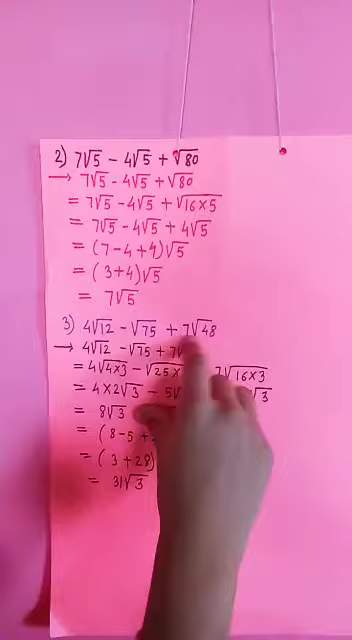 2) 7√5 - 4√5 + √80
→ 7√5 - 4√5 + √80
= 7√5 - 4√5 + √16×5
= 7√5 - 4√5 + 4√5
= (7-4+4)√5
= (3+4)√5
= 7√5
3) 4√12 - √75 + 7√48
→ 4√12 - √75 + 7√
= 4√4×3 - √25× 7√16×3
= 4×2√3 - 5√ √3
= 8√3
= (8-5+
= (3+28)
= 31√3